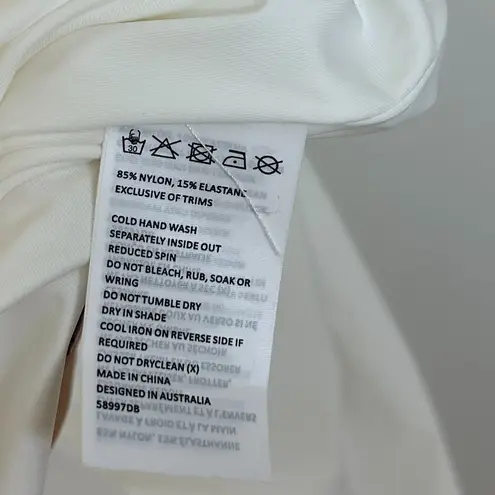 30
85% NYLON, 15% ELASTANE
EXCLUSIVE OF TRIMS
COLD HAND WASH
SEPARATELY INSIDE OUT
REDUCED SPIN
DO NOT BLEACH, RUB, SOAK OR
WRING
DO NOT TUMBLE DRY
DRY IN SHADE
COOL IRON ON REVERSE SIDE IF
REQUIRED
DO NOT DRYCLEAN (X)
MADE IN CHINA
DESIGNED IN AUSTRALIA
58997DB